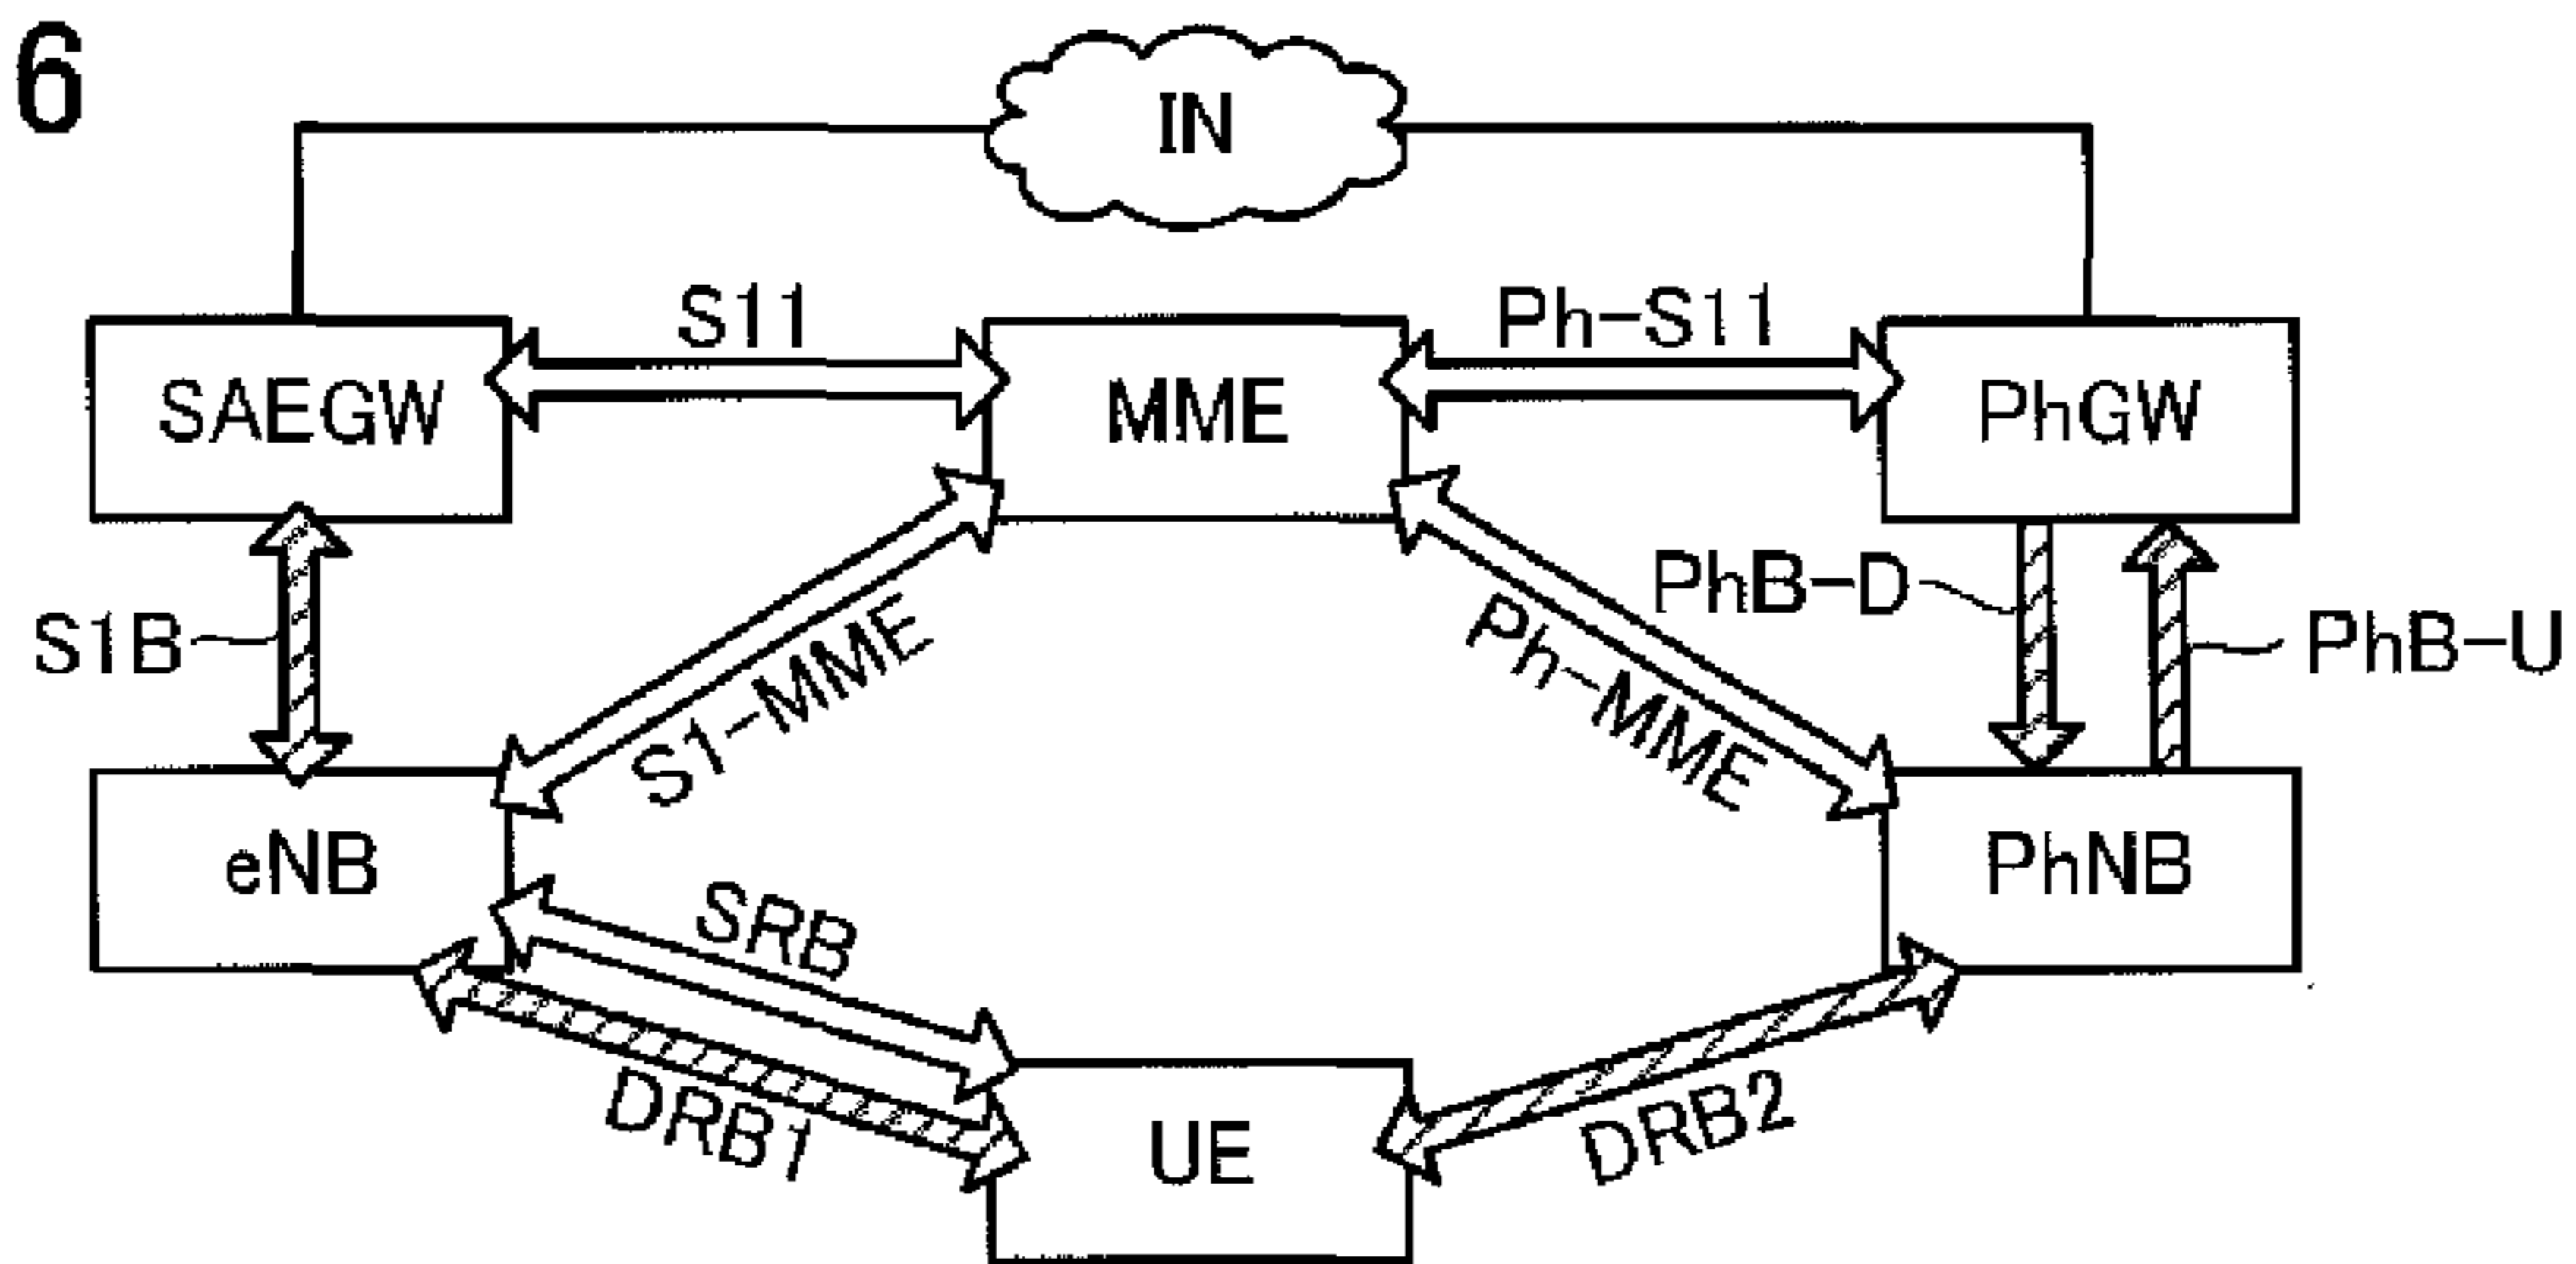 6
IN
S11
Ph-S11
SAEGW
MME
PhGW
S1B
S1-MME
Ph-MME
PhB-D
PhB-U
eNB
PhNB
SRB
DRB1
UE
DRB2